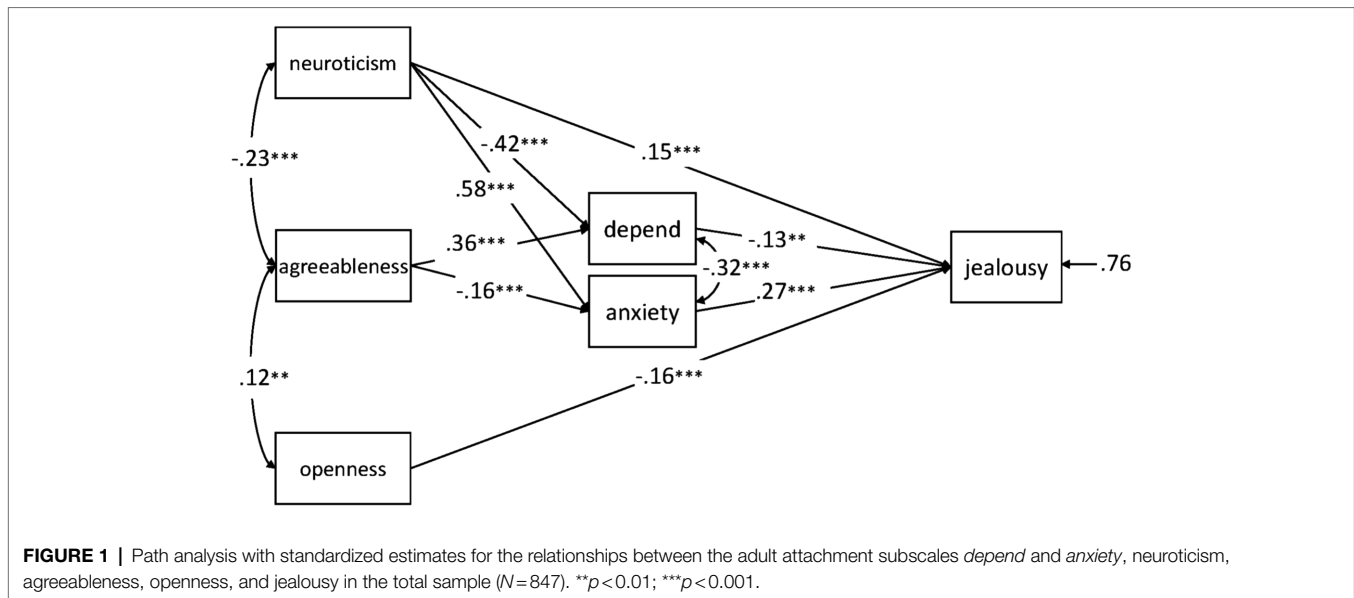 neuroticism
-.42***
.15***
-.23***
.58***
depend
.36***
-.13**
agreeableness
-.32***
jealousy
.76
-.16***
anxiety
.27***
.12**
-.16***
openness
FIGURE 1 | Path analysis with standardized estimates for the relationships between the adult attachment subscales depend and anxiety, neuroticism,
agreeableness, openness, and jealousy in the total sample (N=847). **p<0.01; ***p<0.001.